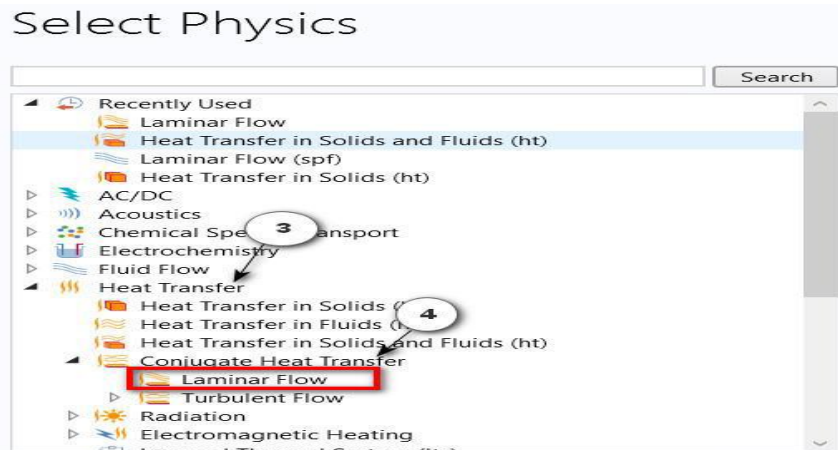 Select Physics
Search
Recently Used
Laminar Flow
Heat Transfer in Solids and Fluids (ht)
Laminar Flow (spf)
Heat Transfer in Solids (ht)
AC/DC
Acoustics
Chemical
3
Electrochemistry
Fluid Flow
Heat Transfer
Heat Transfer in Solids
4
Heat Transfer in Fluids
Heat Transfer in Solids and Fluids (ht)
Conjugate Heat Transfer
Laminar Flow
Turbulent Flow
Radiation
Electromagnetic Heating